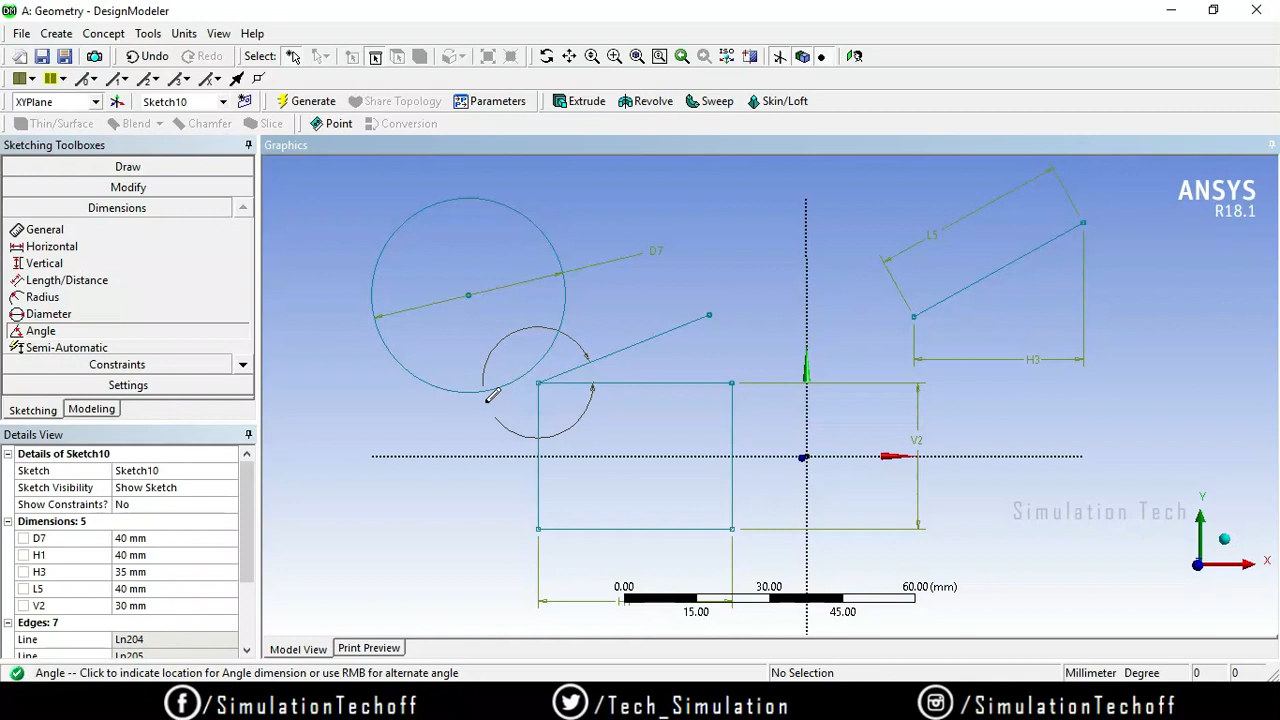 A: Geometry - DesignModeler
File Create Concept Tools Units View Help
Undo Redo Select:
XYPlane Sketch10 Generate Share Topology Parameters Extrude Revolve Sweep Skin/Loft
Thin/Surface Blend Chamfer Slice Point Conversion
Sketching Toolboxes
Draw
Modify
Dimensions
General
Horizontal
Vertical
Length/Distance
Radius
Diameter
Angle
Semi-Automatic
Constraints
Settings
Sketching Modeling
Details View
Details of Sketch10
Sketch Sketch10
Sketch Visibility Show Sketch
Show Constraints? No
Dimensions: 5
D7 40 mm
H1 40 mm
H3 35 mm
L5 40 mm
V2 30 mm
Edges: 7
Line Ln204
Line Ln205
Graphics
ANSYS
R18.1
D7
L5
H3
V2
Simulation Tech
Y
X
0.00 30.00 60.00 (mm)
15.00 45.00
Model View Print Preview
Angle -- Click to indicate location for Angle dimension or use RMB for alternate angle No Selection Millimeter Degree 0 0
/SimulationTechoff /Tech_Simulation /SimulationTechoff